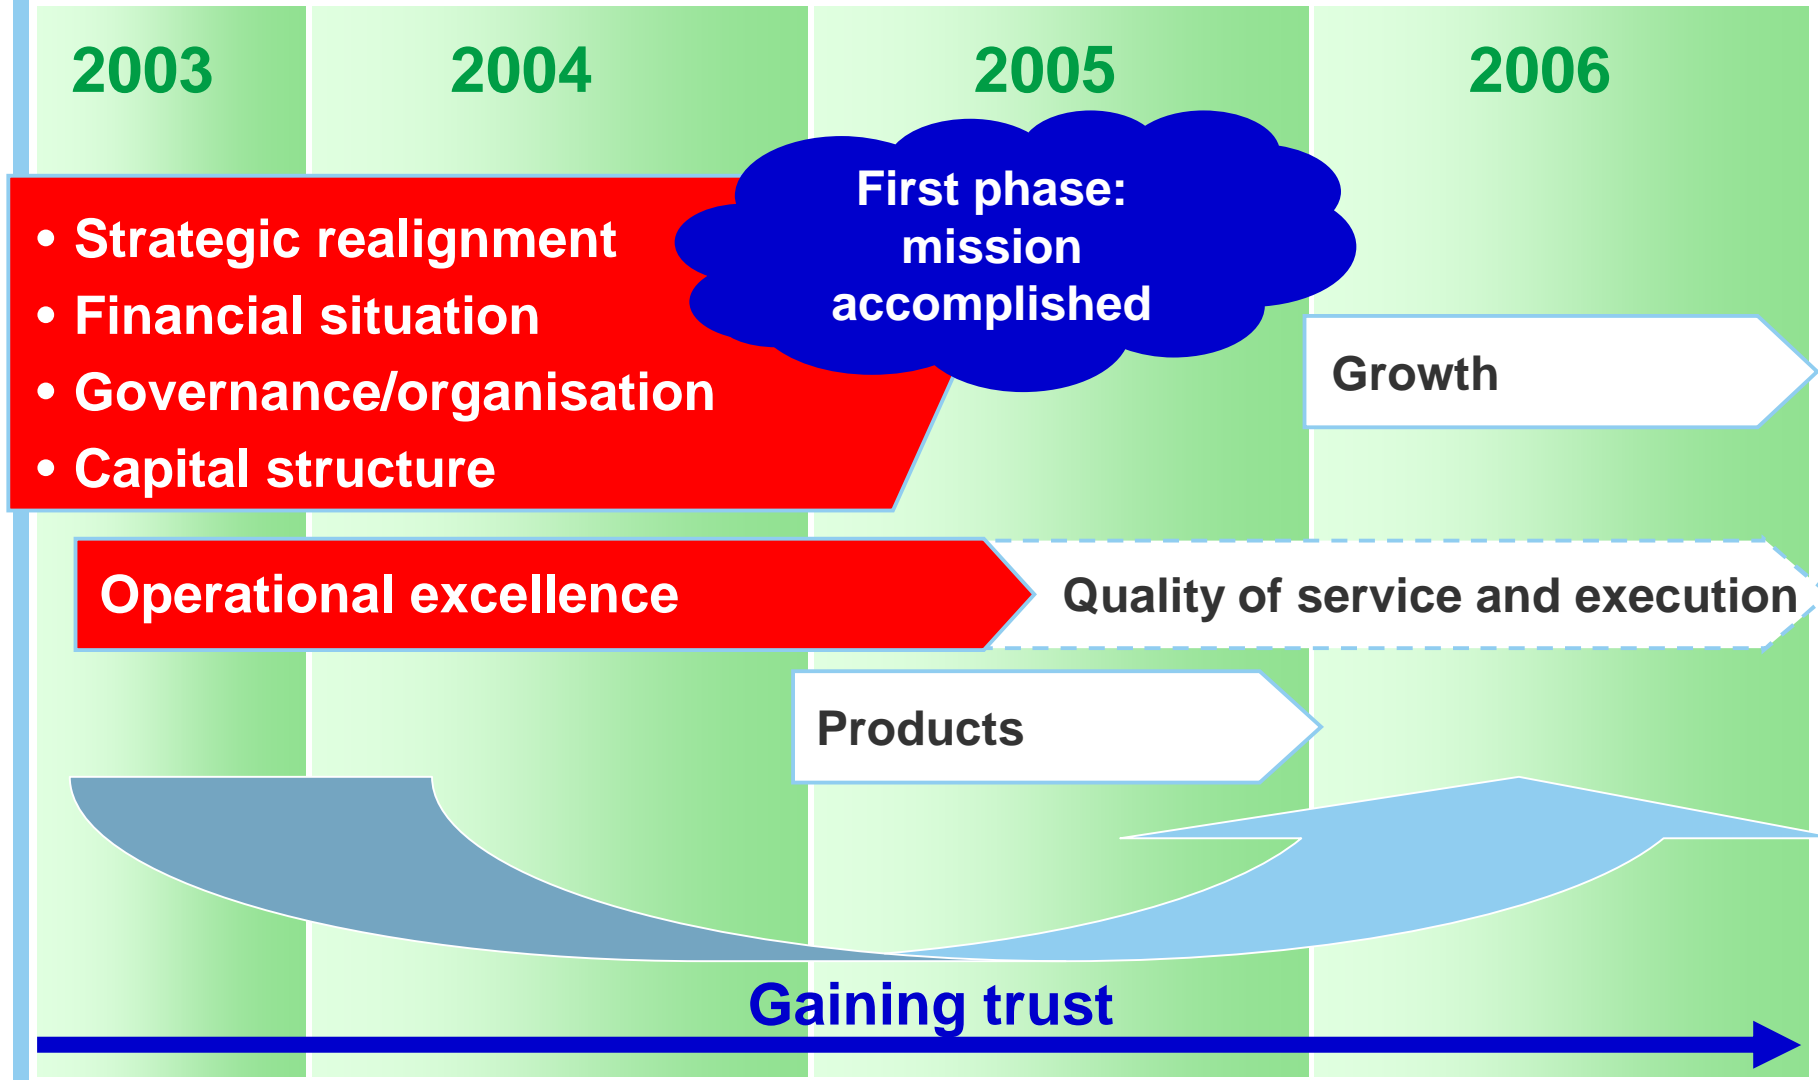 2003 2004 2005 2006
First phase:
mission
accomplished
• Strategic realignment
• Financial situation
• Governance/organisation
• Capital structure
Growth
Operational excellence
Quality of service and execution
Products
Gaining trust